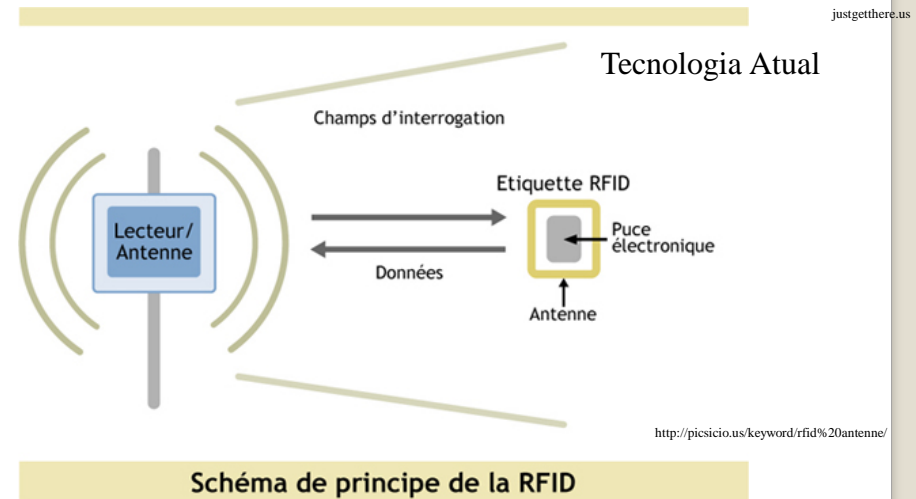 justgetthere.us
Tecnologia Atual
Champs d'interrogation
Etiquette RFID
Lecteur/
Antenne
Puce
électronique
Données
Antenne
http://picsicio.us/keyword/rfid%20antenne/
Schéma de principe de la RFID